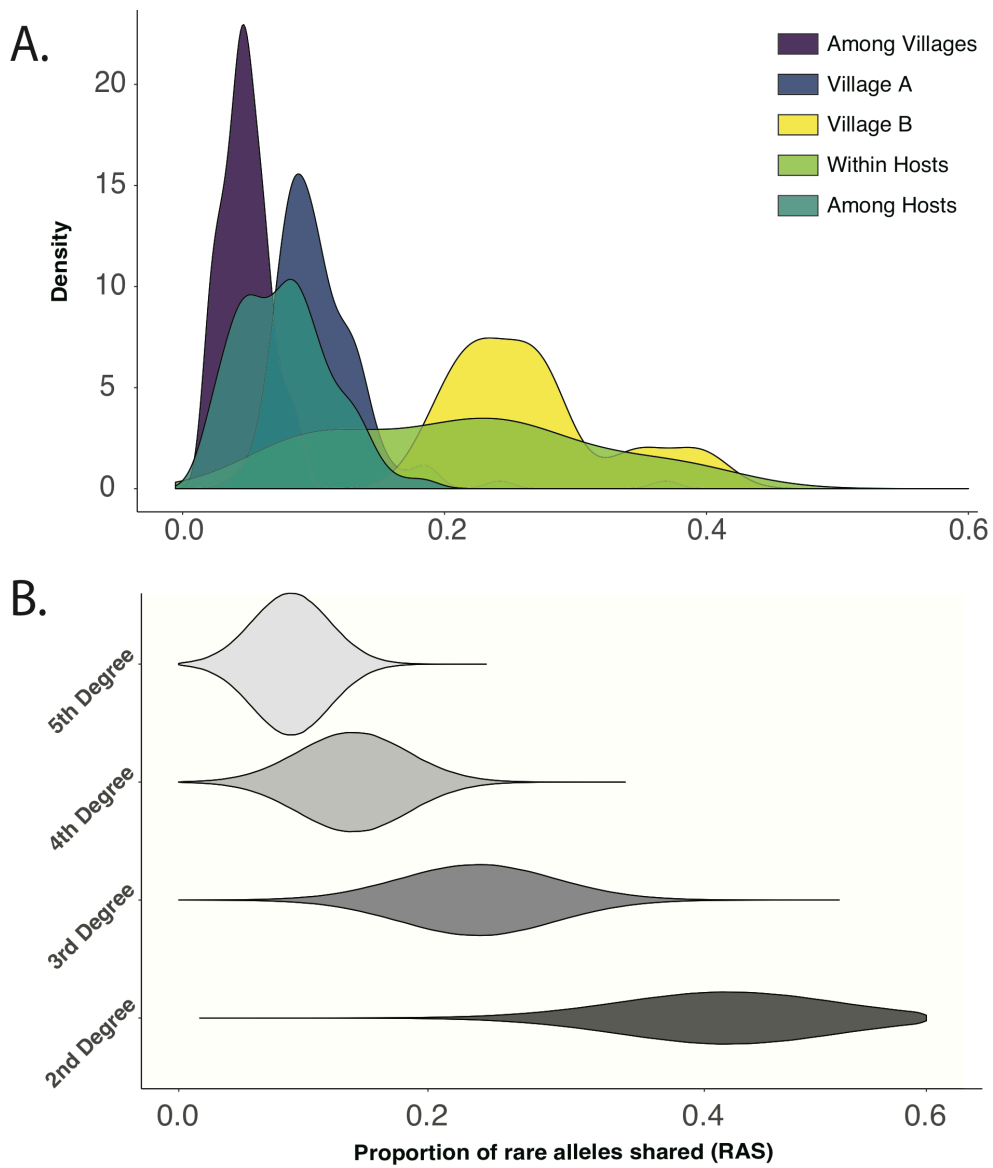 A.
Among Villages
Village A
Village B
Within Hosts
Among Hosts
Density
20
15
10
5
0
0.0 0.2 0.4 0.6
B.
5th Degree
4th Degree
3rd Degree
2nd Degree
0.0 0.2 0.4 0.6
Proportion of rare alleles shared (RAS)